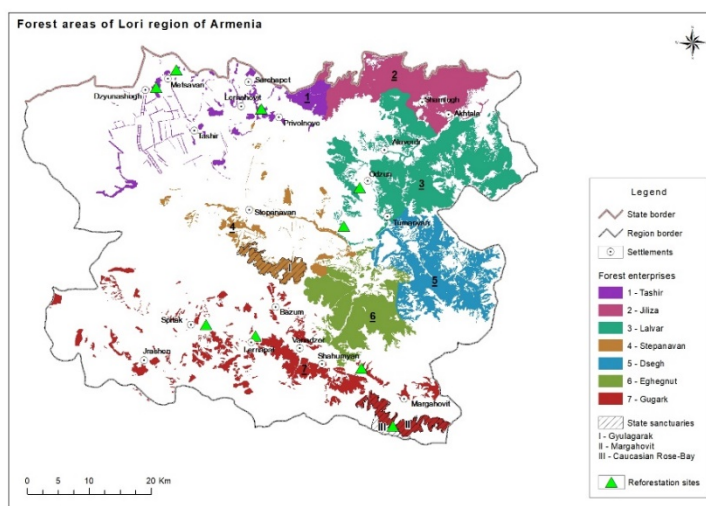 Forest areas of Lori region of Armenia
N
2
Metsavan
Sarchapet
Dzyunashogh
Lernahovit
1
Shamlugh
Privolnoye
Akhtala
Tashir
Alaverdi
Odzun
3
Stepanavan
Tumanyan
4
I
5
Bazum
6
Spitak
Lernapat
Vanadzor
Jrashen
Shahumyan
7
Margahovit
III
II
0 5 10 20 Km
Legend
State border
Region border
Settlements
Forest enterprises
1 - Tashir
2 - Jiliza
3 - Lalvar
4 - Stepanavan
5 - Dsegh
6 - Eghegnut
7 - Gugark
State sanctuaries
I - Gyulagarak
II - Margahovit
III - Caucasian Rose-Bay
Reforestation sites